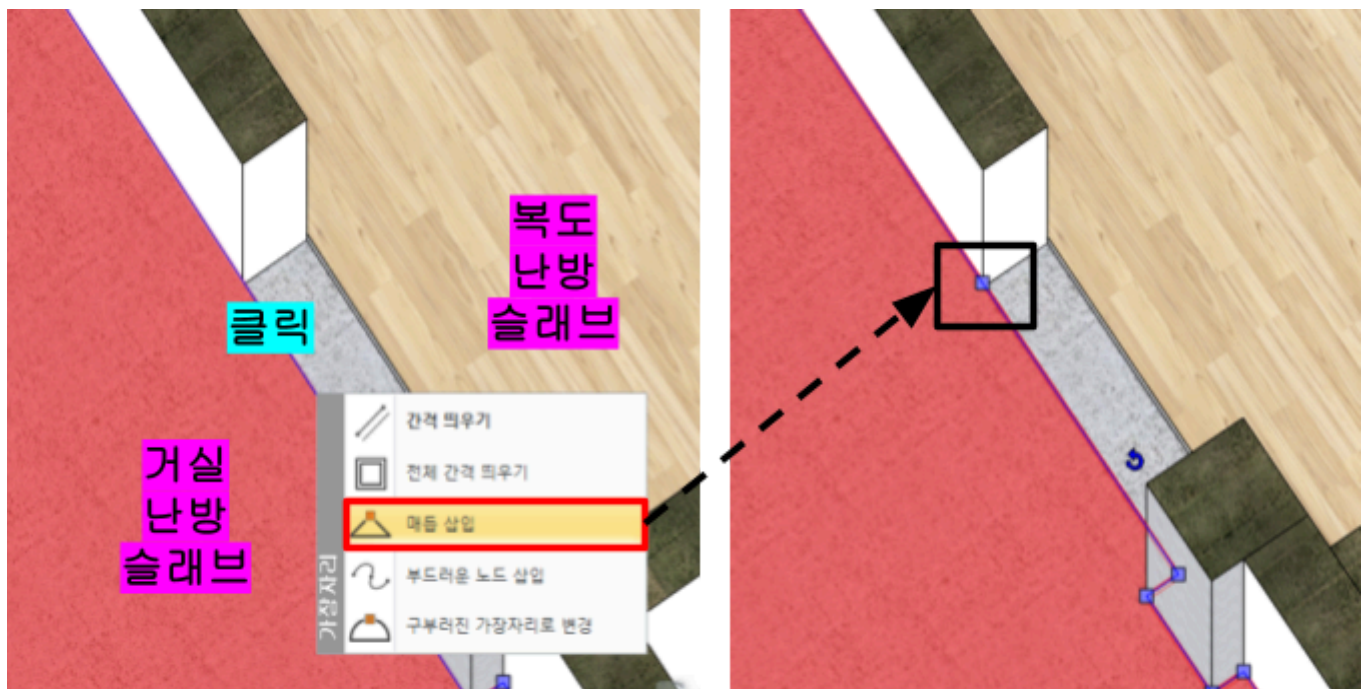 복도
난방
슬래브
클릭
거실
난방
슬래브
가장자리
간격 띄우기
전체 간격 띄우기
매듭 삽입
부드러운 노드 삽입
구부러진 가장자리로 변경